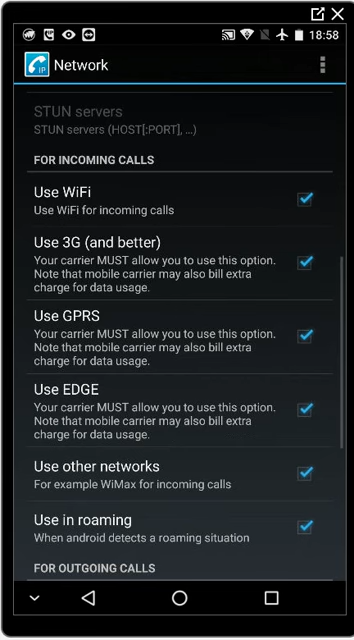 18:58
IP
Network
STUN servers
STUN servers (HOST[:PORT], ...)
FOR INCOMING CALLS
Use WiFi
Use WiFi for incoming calls
Use 3G (and better)
Your carrier MUST allow you to use this option.
Note that mobile carrier may also bill extra
charge for data usage.
Use GPRS
Your carrier MUST allow you to use this option.
Note that mobile carrier may also bill extra
charge for data usage.
Use EDGE
Your carrier MUST allow you to use this option.
Note that mobile carrier may also bill extra
charge for data usage.
Use other networks
For example WiMax for incoming calls
Use in roaming
When android detects a roaming situation
FOR OUTGOING CALLS